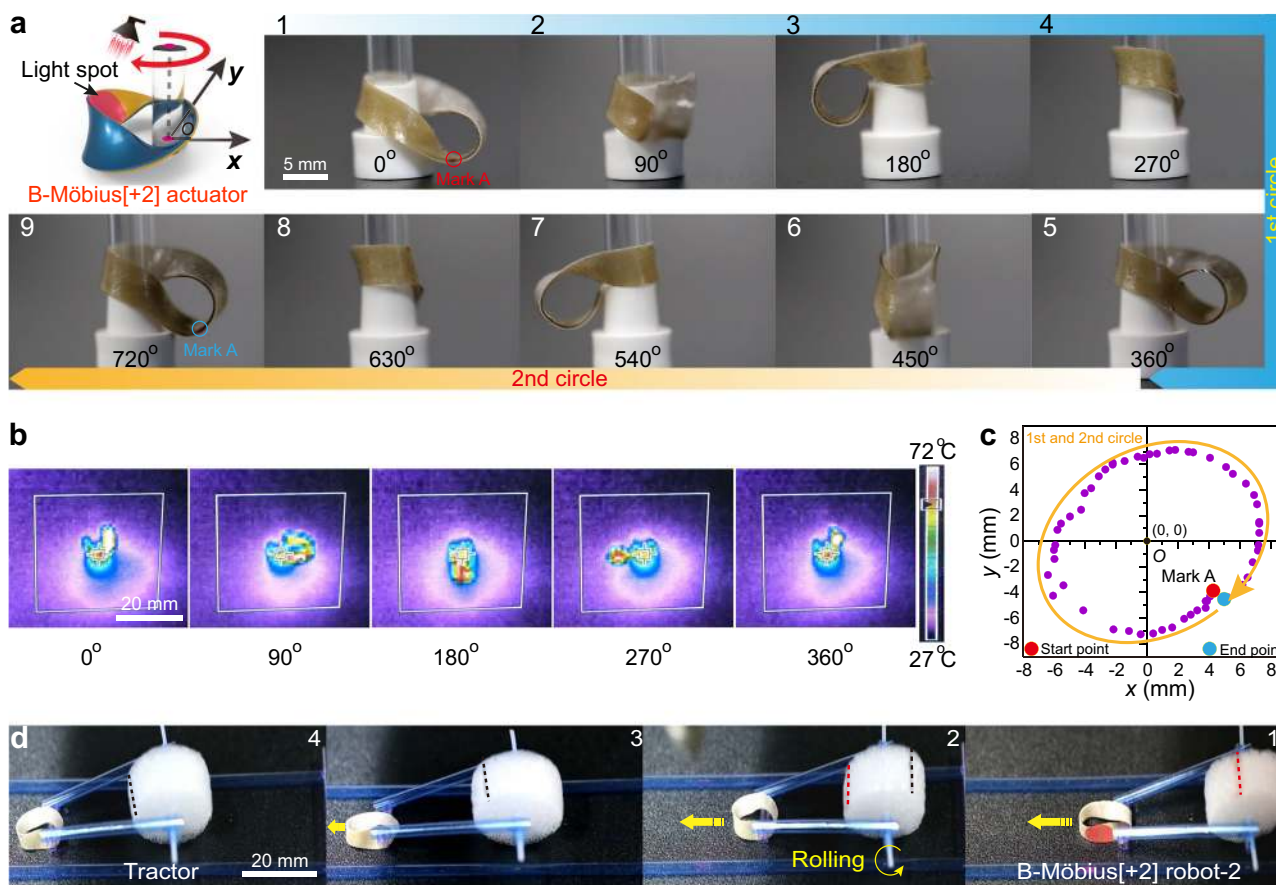 a
1
2
3
4
Light spot
y
O
x
B-Möbius[+2] actuator
5 mm
0°
Mark A
90°
180°
270°
1st circle
9
8
7
6
5
Mark A
720°
630°
540°
450°
360°
2nd circle
b
72°C
20 mm
27°C
0°
90°
180°
270°
360°
c
1st and 2nd circle
8
6
4
2
0
-2
-4
-6
-8
y (mm)
(0, 0)
O
Mark A
Start point
End point
-8 -6 -4 -2 0 2 4 6 8
x (mm)
d
4
3
2
1
Tractor
20 mm
Rolling
B-Möbius[+2] robot-2